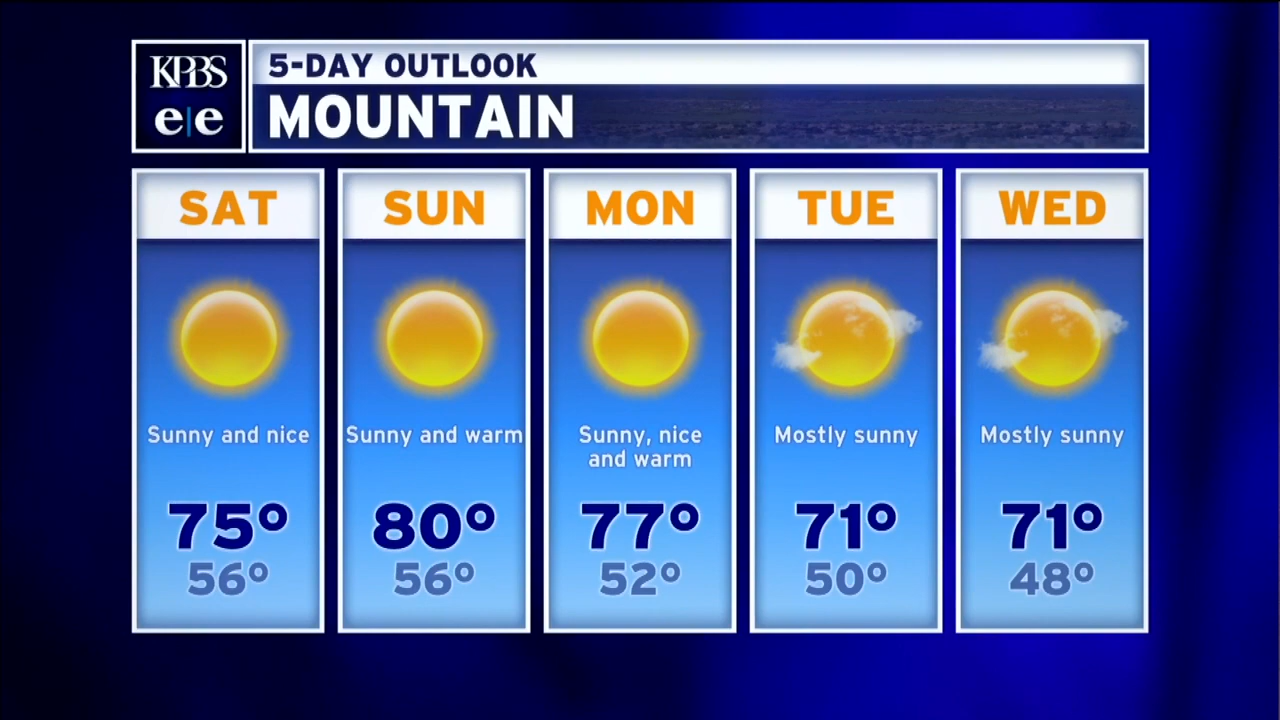 KPBS
e|e
5-DAY OUTLOOK
MOUNTAIN
SAT
Sunny and nice
75°
56°
SUN
Sunny and warm
80°
56°
MON
Sunny, nice
and warm
77°
52°
TUE
Mostly sunny
71°
50°
WED
Mostly sunny
71°
48°